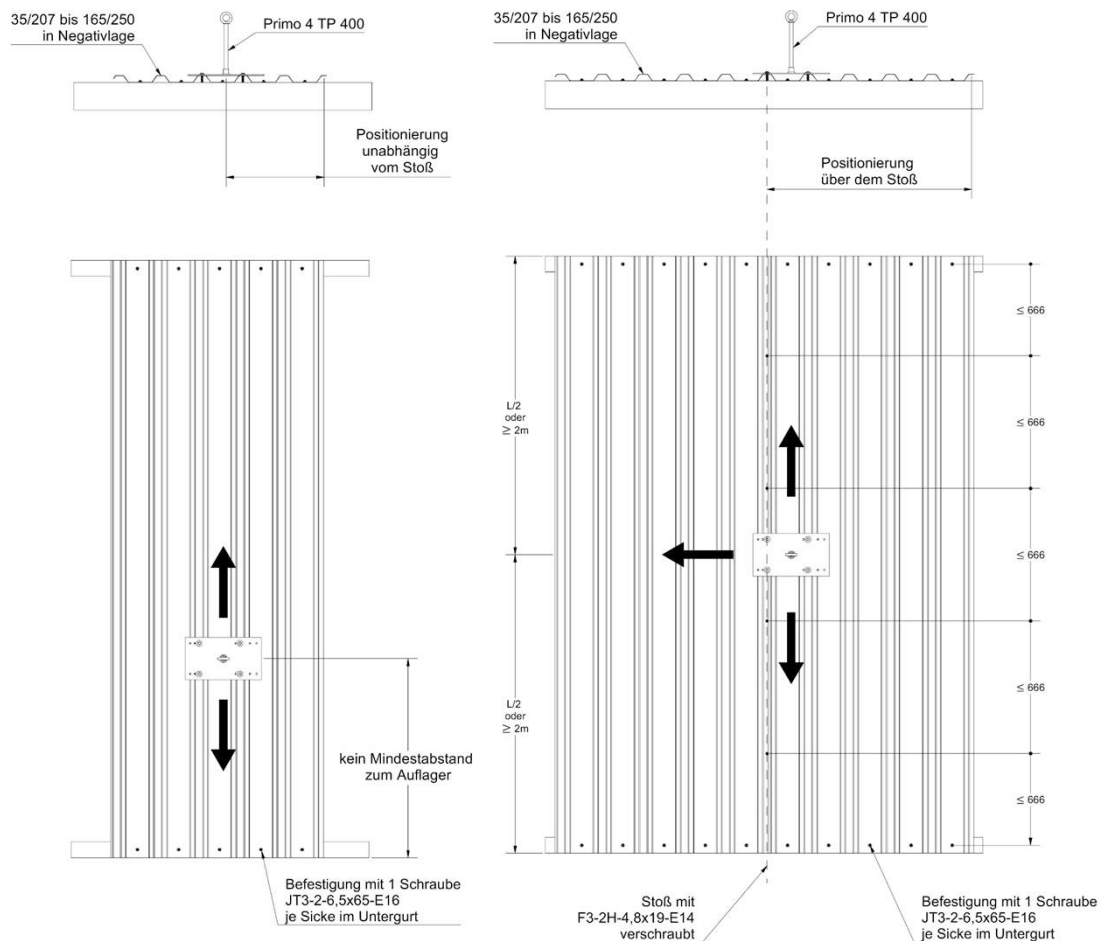 35/207 bis 165/250
in Negativlage
Primo 4 TP 400
Positionierung
unabhängig
vom Stoß
35/207 bis 165/250
in Negativlage
Primo 4 TP 400
Positionierung
über dem Stoß
kein Mindestabstand
zum Auflager
Befestigung mit 1 Schraube
JT3-2-6,5x65-E16
je Sicke im Untergurt
L/2
oder
≥ 2m
L/2
oder
≥ 2m
≤ 666
≤ 666
≤ 666
≤ 666
≤ 666
Stoß mit
F3-2H-4,8x19-E14
verschraubt
Befestigung mit 1 Schraube
JT3-2-6,5x65-E16
je Sicke im Untergurt